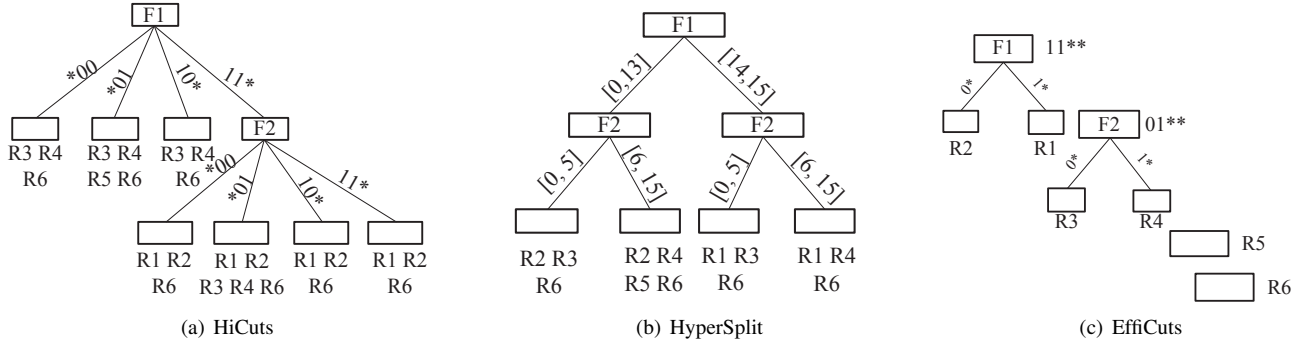 F1
*00
*01
10*
11*
F2
R3 R4
R6
R3 R4
R5 R6
R3 R4
R6
*00
*01
10*
11*
R1 R2
R6
R1 R2
R3 R4 R6
R1 R2
R6
R1 R2
R6
(a) HiCuts
F1
[0,13]
[14,15]
F2
F2
[0, 5]
[6, 15]
[0, 5]
[6, 15]
R2 R3
R6
R2 R4
R5 R6
R1 R3
R6
R1 R4
R6
(b) HyperSplit
F1
11**
0*
1*
R2
R1
F2
01**
0*
1*
R3
R4
R5
R6
(c) EffiCuts